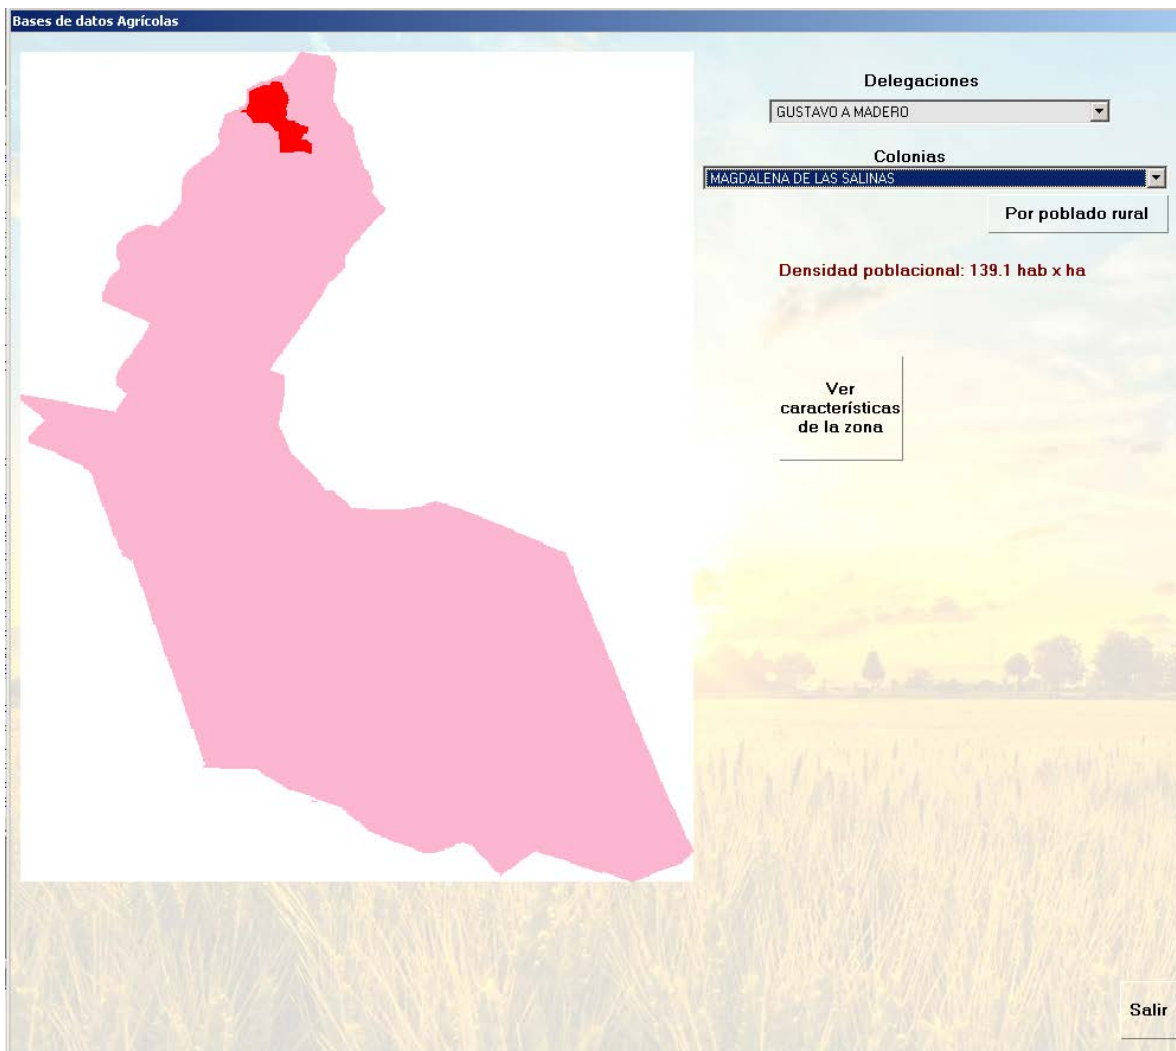 Bases de datos Agrícolas
Delegaciones
GUSTAVO A MADERO
Colonias
MAGDALENA DE LAS SALINAS
Por poblado rural
Densidad poblacional: 139.1 hab x ha
Ver
características
de la zona
Salir